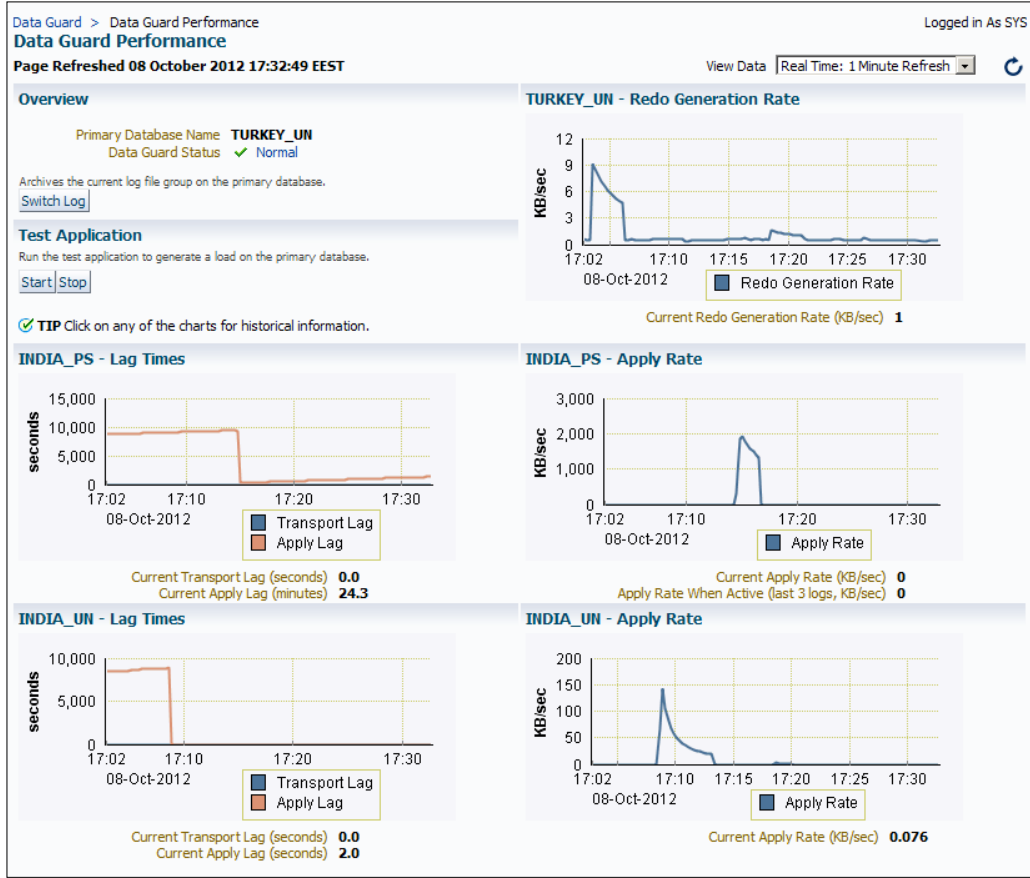 Data Guard > Data Guard Performance
Logged in As SYS
Data Guard Performance
Page Refreshed 08 October 2012 17:32:49 EEST
View Data Real Time: 1 Minute Refresh
Overview
Primary Database Name TURKEY_UN
Data Guard Status Normal
Archives the current log file group on the primary database.
Switch Log
Test Application
Run the test application to generate a load on the primary database.
Start Stop
TIP Click on any of the charts for historical information.
TURKEY_UN - Redo Generation Rate
KB/sec
12
9
6
3
0
17:02 17:10 17:15 17:20 17:25 17:30
08-Oct-2012
Redo Generation Rate
Current Redo Generation Rate (KB/sec) 1
INDIA_PS - Lag Times
seconds
15,000
10,000
5,000
0
17:02 17:10 17:20 17:30
08-Oct-2012
Transport Lag
Apply Lag
Current Transport Lag (seconds) 0.0
Current Apply Lag (minutes) 24.3
INDIA_PS - Apply Rate
KB/sec
3,000
2,000
1,000
0
17:02 17:10 17:20 17:30
08-Oct-2012
Apply Rate
Current Apply Rate (KB/sec) 0
Apply Rate When Active (last 3 logs, KB/sec) 0
INDIA_UN - Lag Times
seconds
10,000
5,000
0
17:02 17:10 17:20 17:30
08-Oct-2012
Transport Lag
Apply Lag
Current Transport Lag (seconds) 0.0
Current Apply Lag (seconds) 2.0
INDIA_UN - Apply Rate
KB/sec
200
150
100
50
0
17:02 17:10 17:15 17:20 17:25 17:30
08-Oct-2012
Apply Rate
Current Apply Rate (KB/sec) 0.076